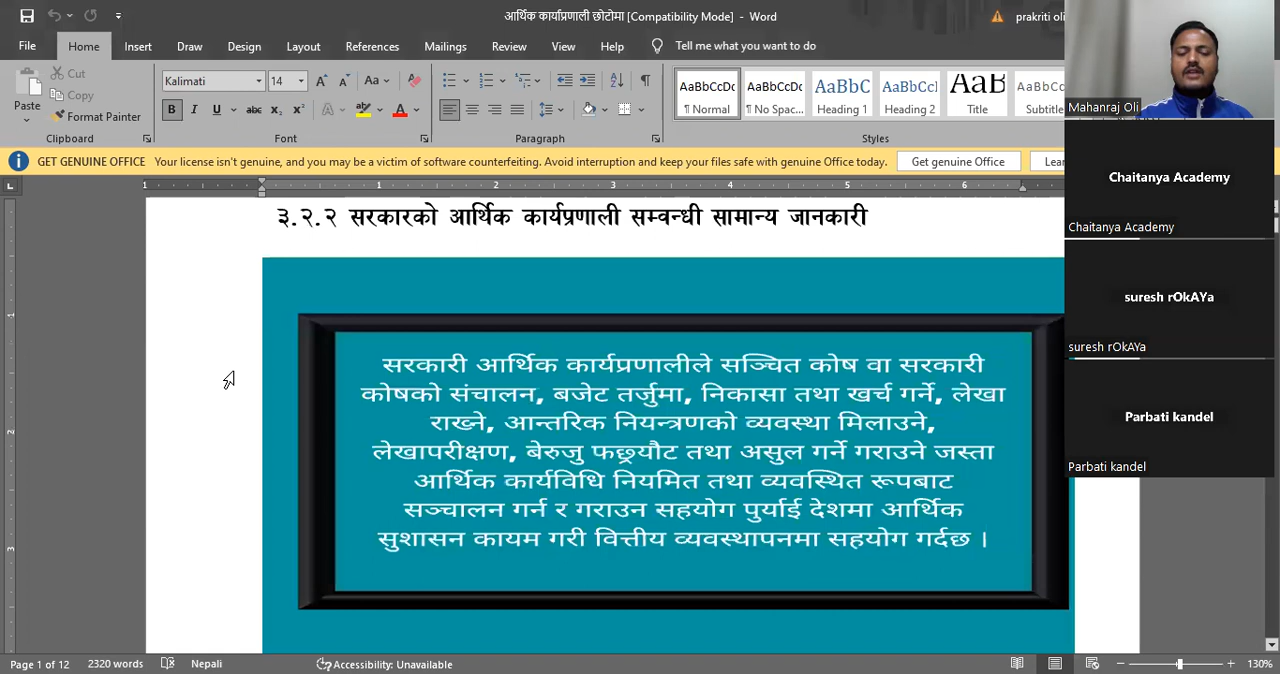 आर्थिक कार्यप्रणाली छोटोमा [Compatibility Mode] - Word
prakriti oli
File Home Insert Draw Design Layout References Mailings Review View Help Tell me what you want to do
Cut
Copy
Paste
Format Painter
Kalimati 14
AaBbCcDc AaBbCcDc AaBbC AaBbCcl AaB AaBbCcD
¶ Normal ¶ No Spac... Heading 1 Heading 2 Title Subtitle
Clipboard Font Paragraph Styles
GET GENUINE OFFICE Your license isn't genuine, and you may be a victim of software counterfeiting. Avoid interruption and keep your files safe with genuine Office today. Get genuine Office
३.२.२ सरकारको आर्थिक कार्यप्रणाली सम्वन्धी सामान्य जानकारी
सरकारी आर्थिक कार्यप्रणालीले सञ्चित कोष वा सरकारी
कोषको संचालन, बजेट तर्जुमा, निकासा तथा खर्च गर्ने, लेखा
राख्ने, आन्तरिक नियन्त्रणको व्यवस्था मिलाउने,
लेखापरीक्षण, बेरुजु फछ्रयौट तथा असुल गर्ने गराउने जस्ता
आर्थिक कार्यविधि नियमित तथा व्यवस्थित रूपबाट
सञ्चालन गर्न र गराउन सहयोग पुर्याई देशमा आर्थिक
सुशासन कायम गरी वित्तीय व्यवस्थापनमा सहयोग गर्दछ ।
Mahanraj Oli
Chaitanya Academy
Chaitanya Academy
suresh rOkAYa
suresh rOkAYa
Parbati kandel
Parbati kandel
Page 1 of 12 2320 words Nepali Accessibility: Unavailable 130%